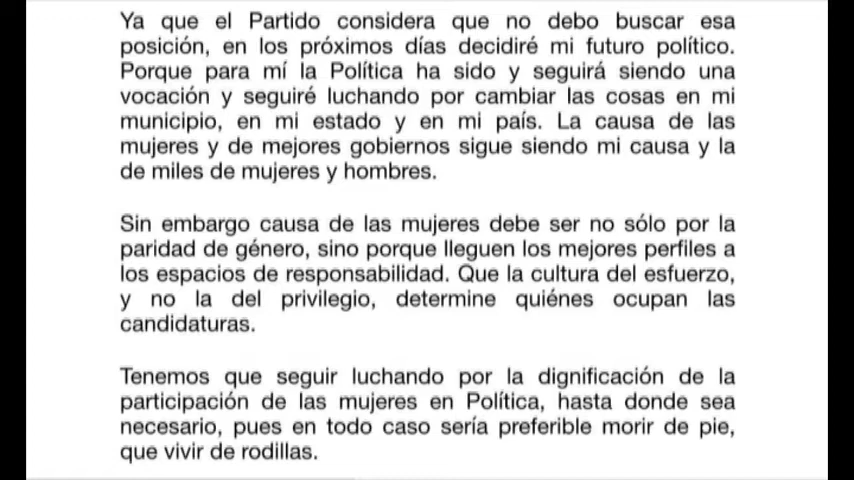 Ya que el Partido considera que no debo buscar esa
posición, en los próximos días decidiré mi futuro político.
Porque para mí la Política ha sido y seguirá siendo una
vocación y seguiré luchando por cambiar las cosas en mi
municipio, en mi estado y en mi país. La causa de las
mujeres y de mejores gobiernos sigue siendo mi causa y la
de miles de mujeres y hombres.
Sin embargo causa de las mujeres debe ser no sólo por la
paridad de género, sino porque lleguen los mejores perfiles a
los espacios de responsabilidad. Que la cultura del esfuerzo,
y no la del privilegio, determine quiénes ocupan las
candidaturas.
Tenemos que seguir luchando por la dignificación de la
participación de las mujeres en Política, hasta donde sea
necesario, pues en todo caso sería preferible morir de pie,
que vivir de rodillas.